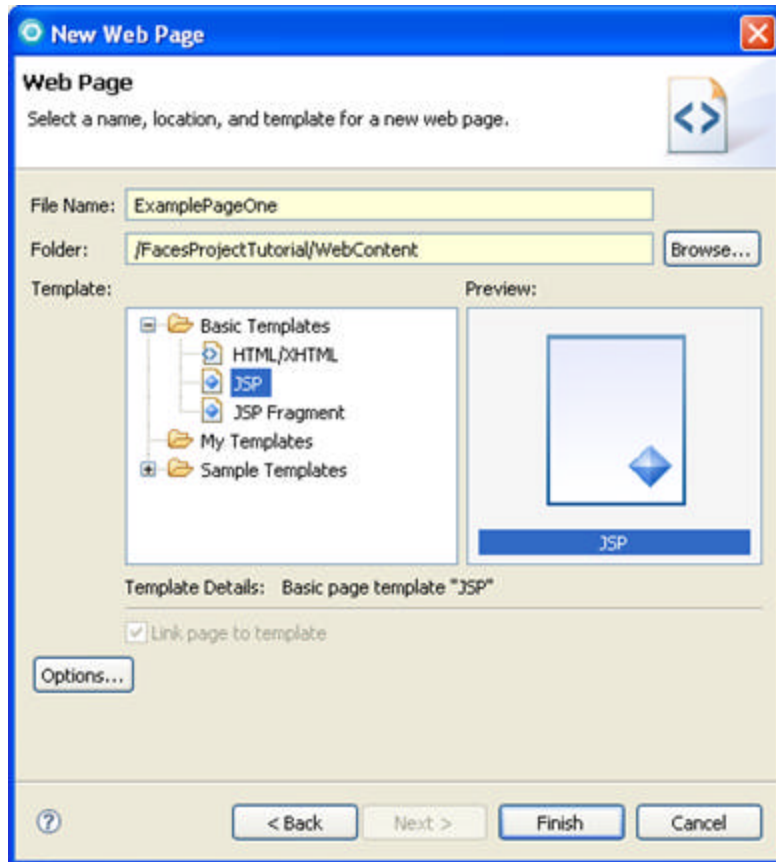 New Web Page
Web Page
Select a name, location, and template for a new web page.
File Name: ExamplePageOne
Folder: /FacesProjectTutorial/WebContent Browse...
Template: Preview:
Basic Templates
HTML/XHTML
JSP
JSP Fragment
My Templates
Sample Templates
JSP
Template Details: Basic page template "JSP"
Link page to template
Options...
< Back Next > Finish Cancel